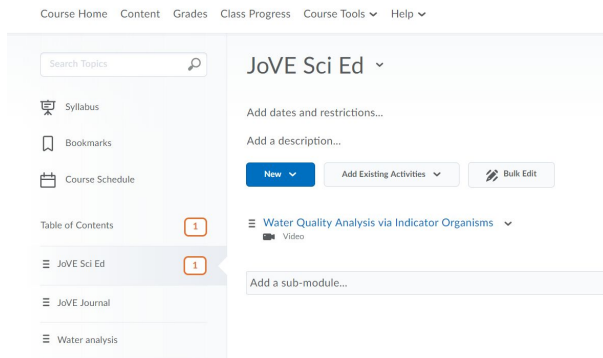 Course Home Content Grades Class Progress Course Tools Help
Search Topics
Syllabus
Bookmarks
Course Schedule
Table of Contents 1
JoVE Sci Ed 1
JoVE Journal
Water analysis
JoVE Sci Ed
Add dates and restrictions...
Add a description...
New Add Existing Activities Bulk Edit
Water Quality Analysis via Indicator Organisms
Video
Add a sub-module...